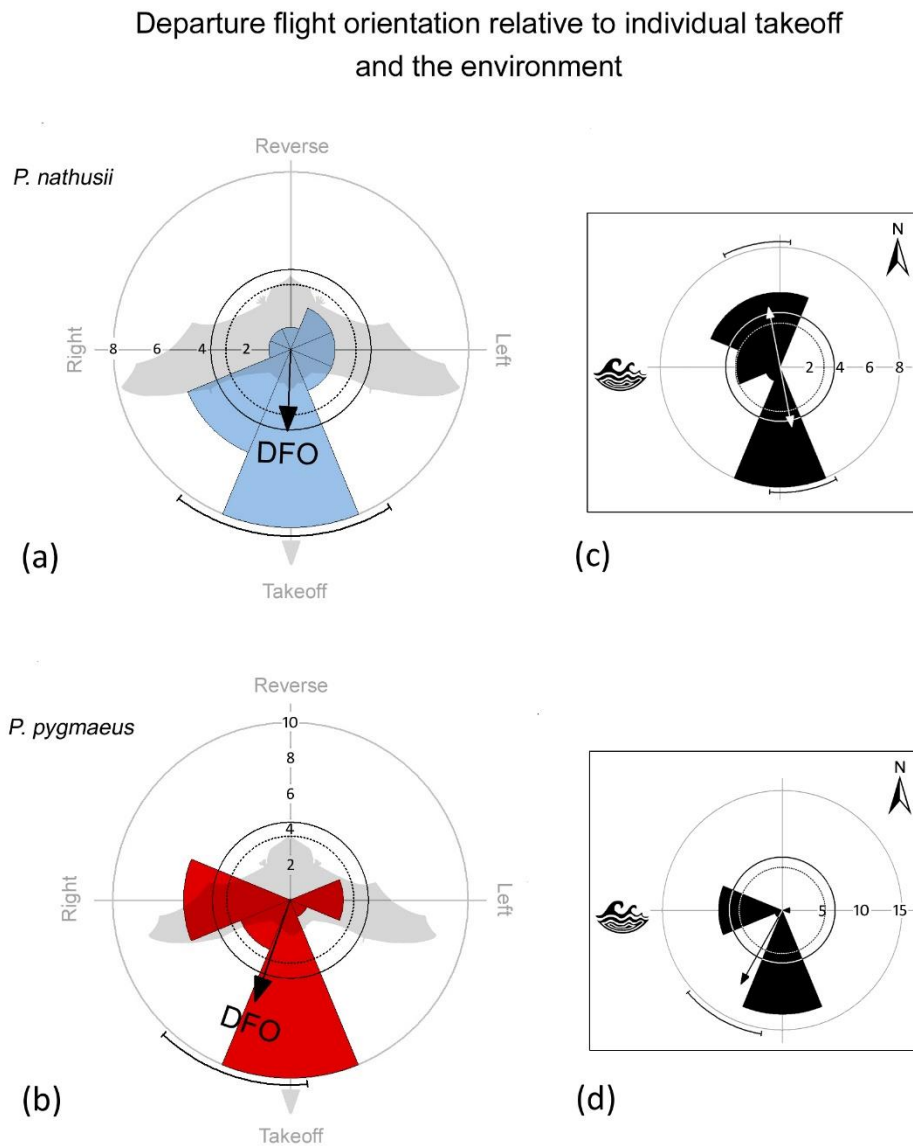 Departure flight orientation relative to individual takeoff
and the environment
Reverse
P. nathusii
N
Right
8 6 4 2
Left
2 4 6 8
DFO
(a)
(c)
Takeoff
Reverse
P. pygmaeus
10
8
6
4
2
N
Right
Left
5 10 15
DFO
(b)
(d)
Takeoff